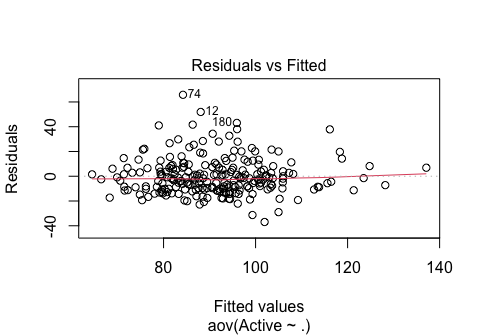 Residuals vs Fitted
74
12
180
Residuals
40
0
-40
80
100
120
140
Fitted values
aov(Active ~ .)